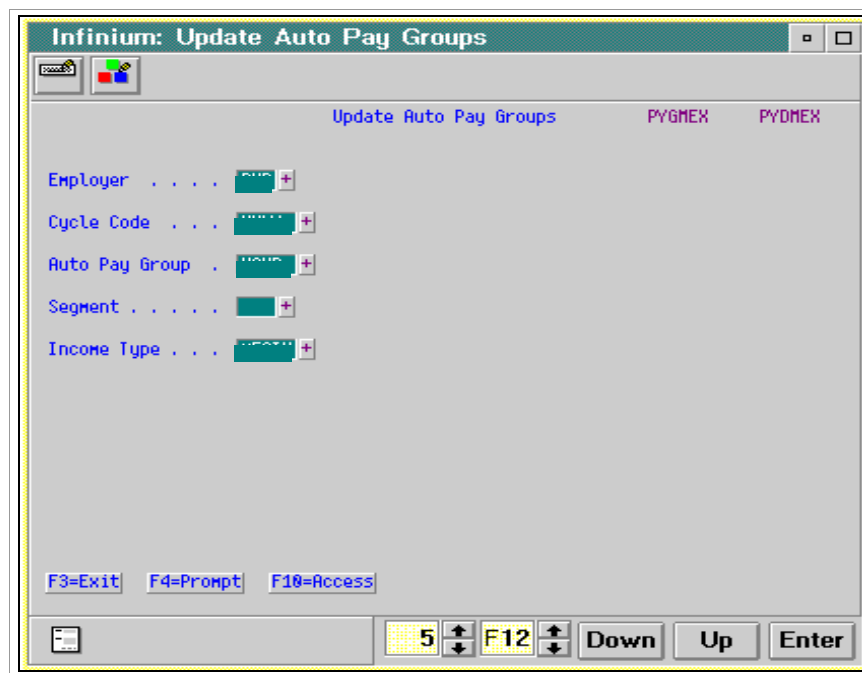 Infinium: Update Auto Pay Groups
Update Auto Pay Groups PYGMEX PYDMEX
Employer . . . . +
Cycle Code . . . +
Auto Pay Group . +
Segment . . . . . +
Income Type . . . +
F3=Exit F4=Prompt F10=Access
5 F12 Down Up Enter